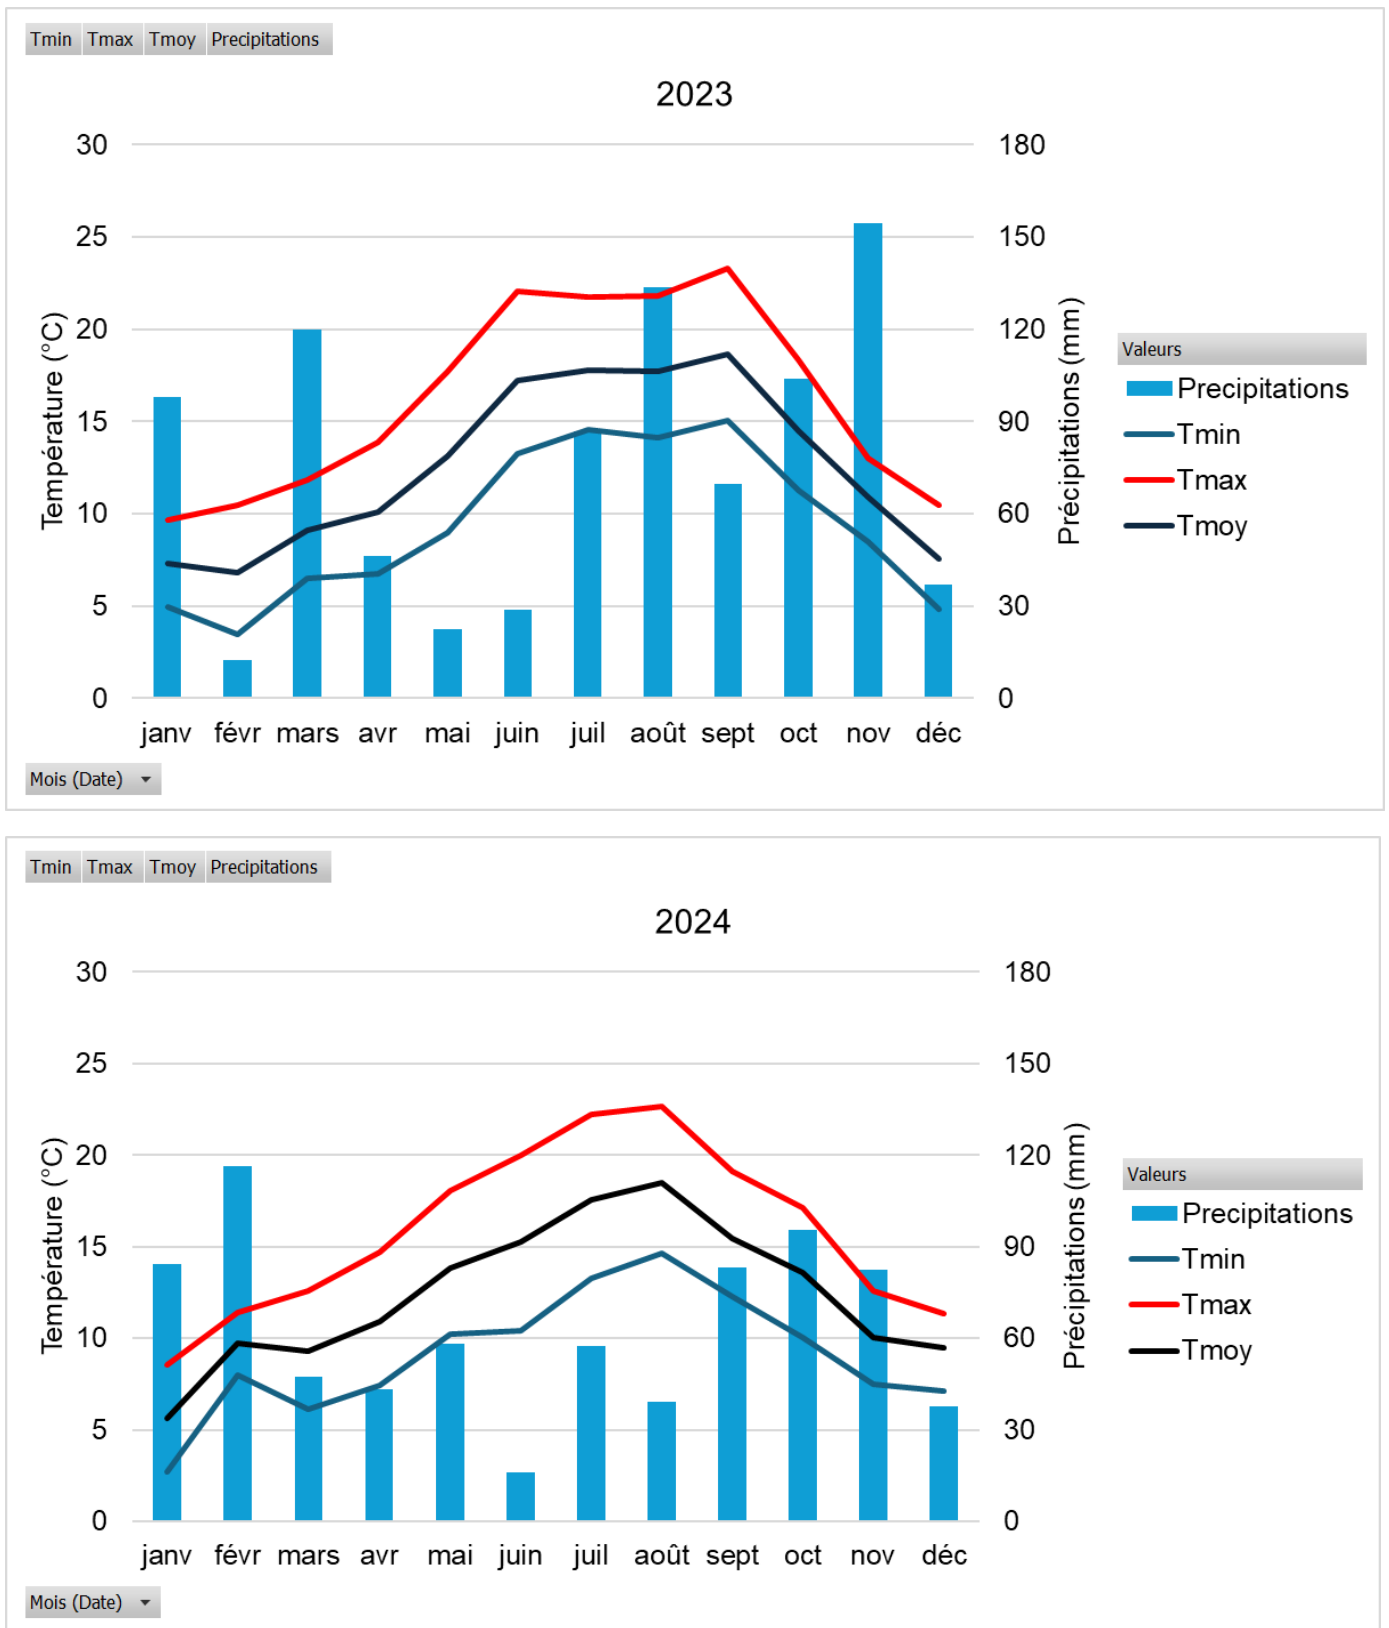 Tmin Tmax Tmoy Precipitations
2023
30 180
25 150
20 120
15 90
10 60
5 30
0 0
Température (°C)
Précipitations (mm)
janv févr mars avr mai juin juil août sept oct nov déc
Valeurs
Precipitations
Tmin
Tmax
Tmoy
Mois (Date)
Tmin Tmax Tmoy Precipitations
2024
30 180
25 150
20 120
15 90
10 60
5 30
0 0
Température (°C)
Précipitations (mm)
janv févr mars avr mai juin juil août sept oct nov déc
Valeurs
Precipitations
Tmin
Tmax
Tmoy
Mois (Date)